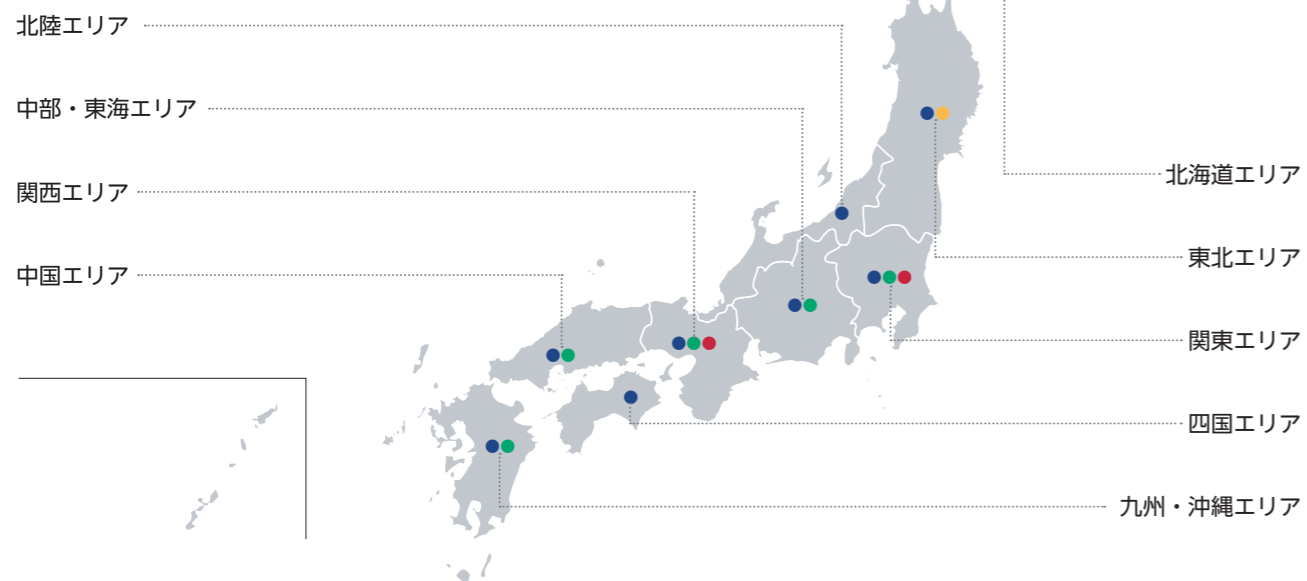 北陸エリア
中部・東海エリア
関西エリア
中国エリア
北海道エリア
東北エリア
関東エリア
四国エリア
九州・沖縄エリア